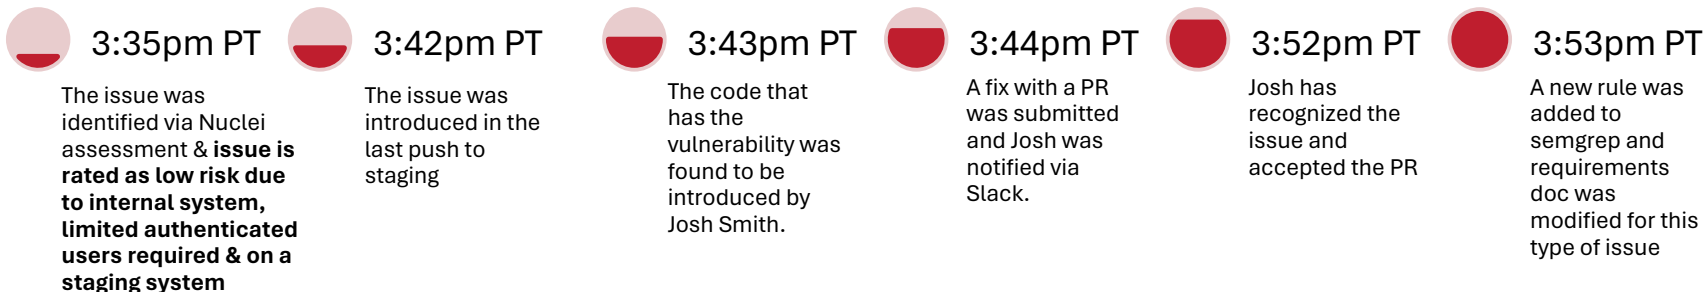 3:35pm PT
The issue was
identified via Nuclei
assessment & issue is
rated as low risk due
to internal system,
limited authenticated
users required & on a
staging system
3:42pm PT
The issue was
introduced in the
last push to
staging
3:43pm PT
The code that
has the
vulnerability was
found to be
introduced by
Josh Smith.
3:44pm PT
A fix with a PR
was submitted
and Josh was
notified via
Slack.
3:52pm PT
Josh has
recognized the
issue and
accepted the PR
3:53pm PT
A new rule was
added to
semgrep and
requirements
doc was
modified for this
type of issue